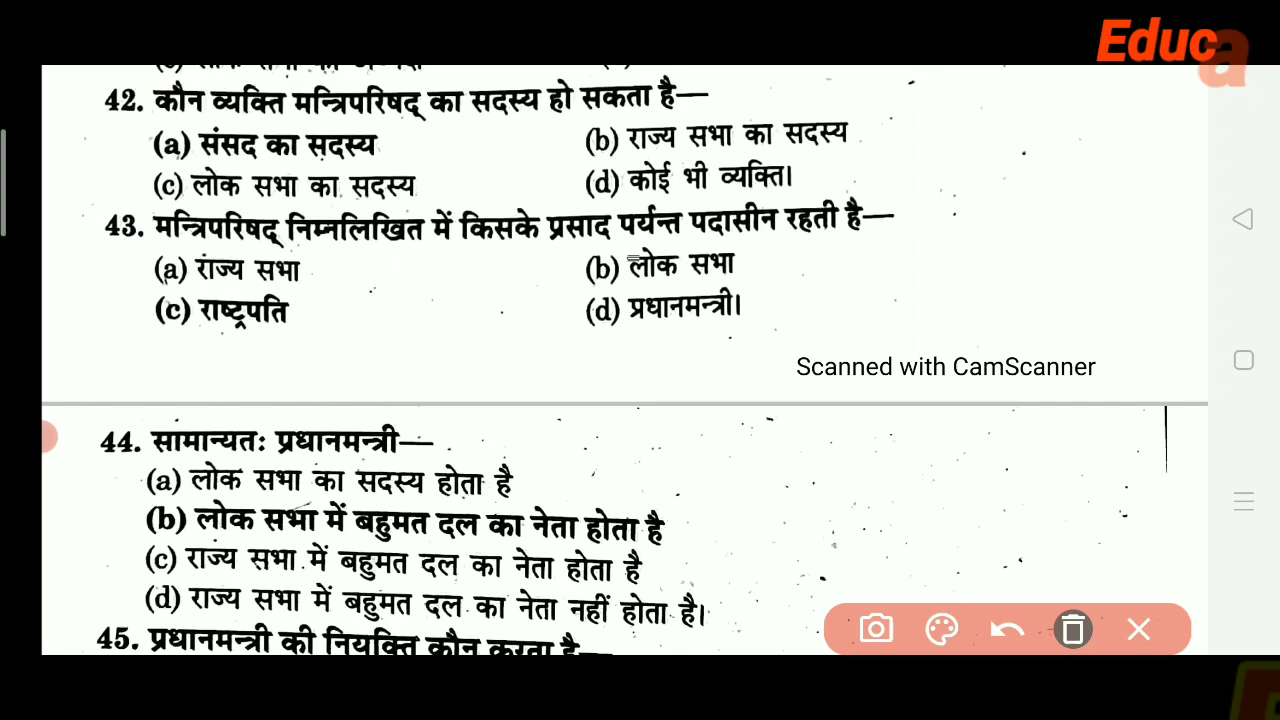 Educ
a
42. कौन व्यक्ति मन्त्रिपरिषद् का सदस्य हो सकता है—
(a) संसद का सदस्य (b) राज्य सभा का सदस्य
(c) लोक सभा का सदस्य (d) कोई भी व्यक्ति।
43. मन्त्रिपरिषद् निम्नलिखित में किसके प्रसाद पर्यन्त पदासीन रहती है—
(a) राज्य सभा (b) लोक सभा
(c) राष्ट्रपति (d) प्रधानमन्त्री।
Scanned with CamScanner
44. सामान्यतः प्रधानमन्त्री—
(a) लोक सभा का सदस्य होता है
(b) लोक सभा में बहुमत दल का नेता होता है
(c) राज्य सभा में बहुमत दल का नेता होता है
(d) राज्य सभा में बहुमत दल का नेता नहीं होता है।
45. प्रधानमन्त्री की नियुक्ति कौन करता है—